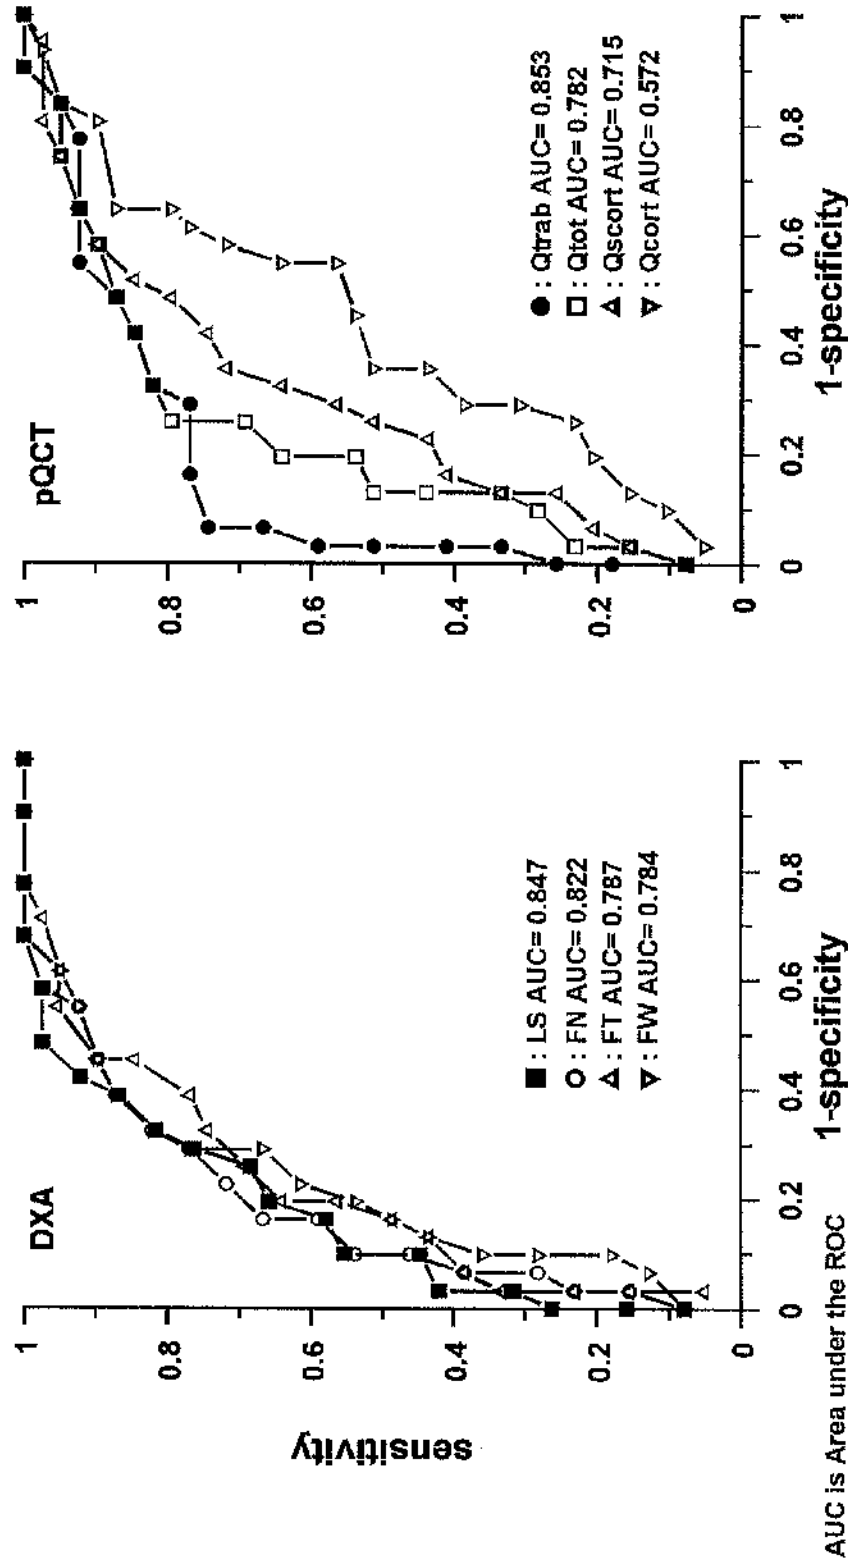 DXA
sensitivity
1
0.8
0.6
0.4
0.2
0
0 0.2 0.4 0.6 0.8 1
1-specificity
■ : LS AUC= 0.847
○ : FN AUC= 0.822
△ : FT AUC= 0.787
▽ : FW AUC= 0.784
pQCT
1
0.8
0.6
0.4
0.2
0
0 0.2 0.4 0.6 0.8 1
1-specificity
● : Qtrab AUC= 0.853
□ : Qtot AUC= 0.782
△ : Qscort AUC= 0.715
▽ : Qcort AUC= 0.572
AUC is Area under the ROC